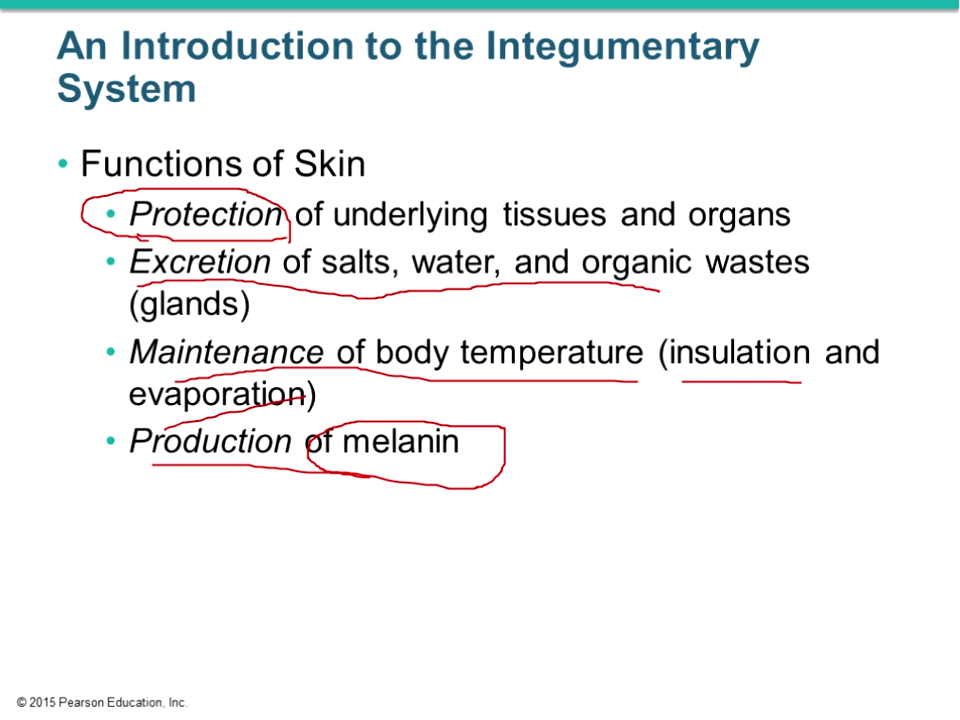 An Introduction to the Integumentary
System
• Functions of Skin
• Protection of underlying tissues and organs
• Excretion of salts, water, and organic wastes
(glands)
• Maintenance of body temperature (insulation and
evaporation)
• Production of melanin
© 2015 Pearson Education, Inc.